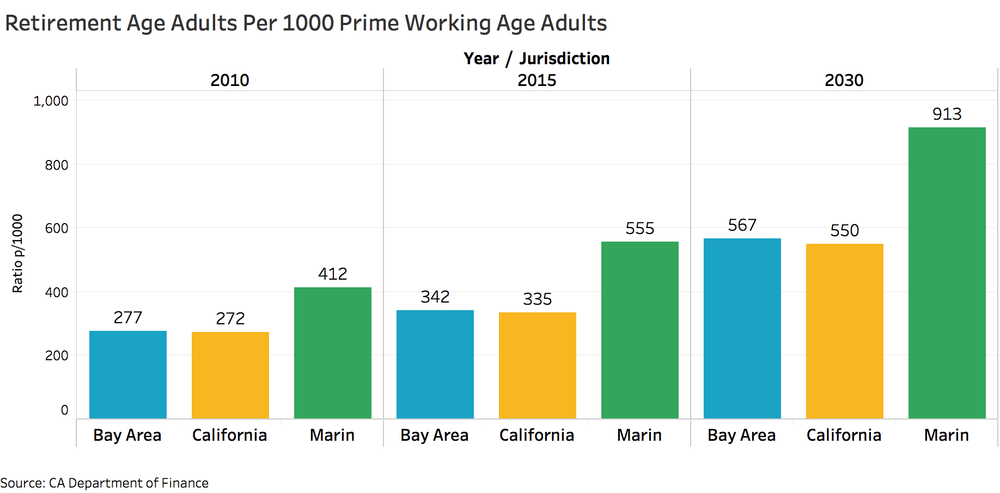 Retirement Age Adults Per 1000 Prime Working Age Adults
Year / Jurisdiction
2010 2015 2030
1,000
800
600
400
200
0
Ratio p/1000
277 272 412 342 335 555 567 550 913
Bay Area California Marin Bay Area California Marin Bay Area California Marin
Source: CA Department of Finance